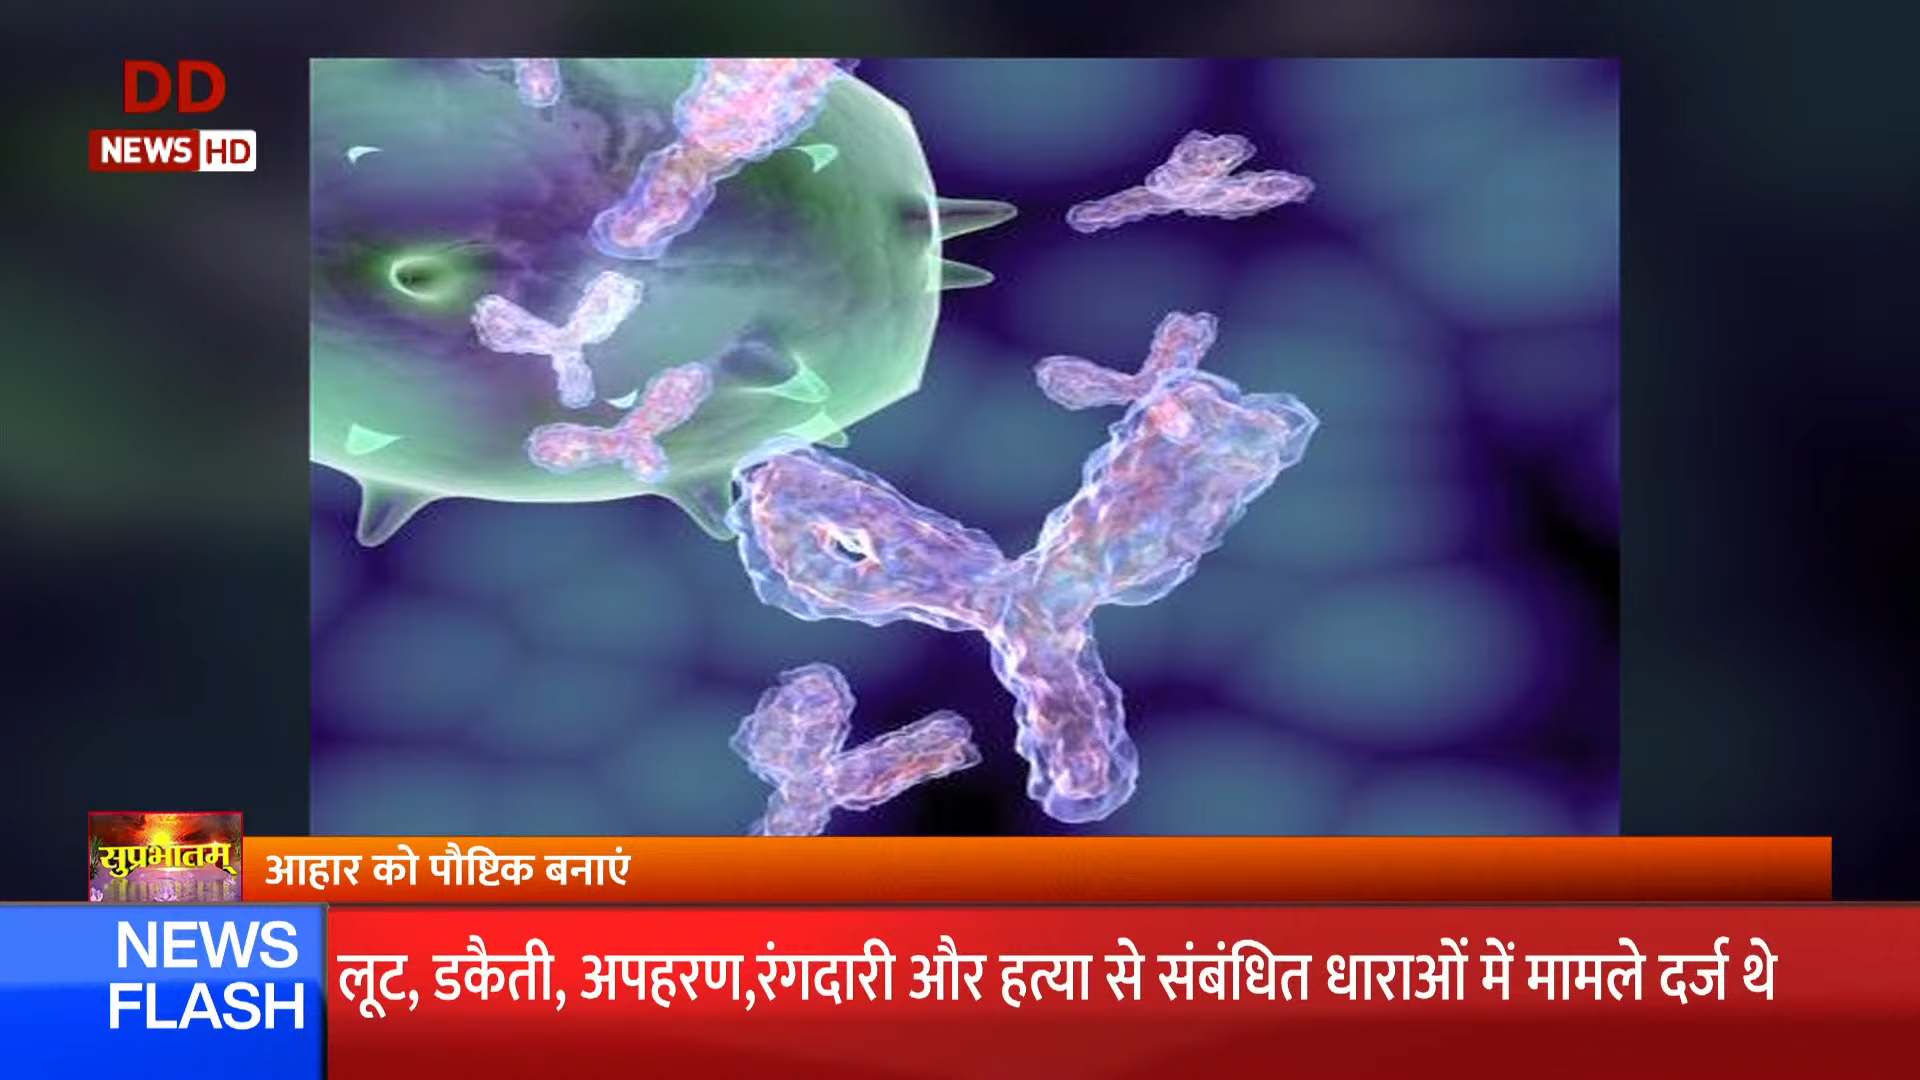 DD
NEWS HD
सुप्रभातम्
आहार को पौष्टिक बनाएं
NEWS
FLASH
लूट, डकैती, अपहरण,रंगदारी और हत्या से संबंधित धाराओं में मामले दर्ज थे